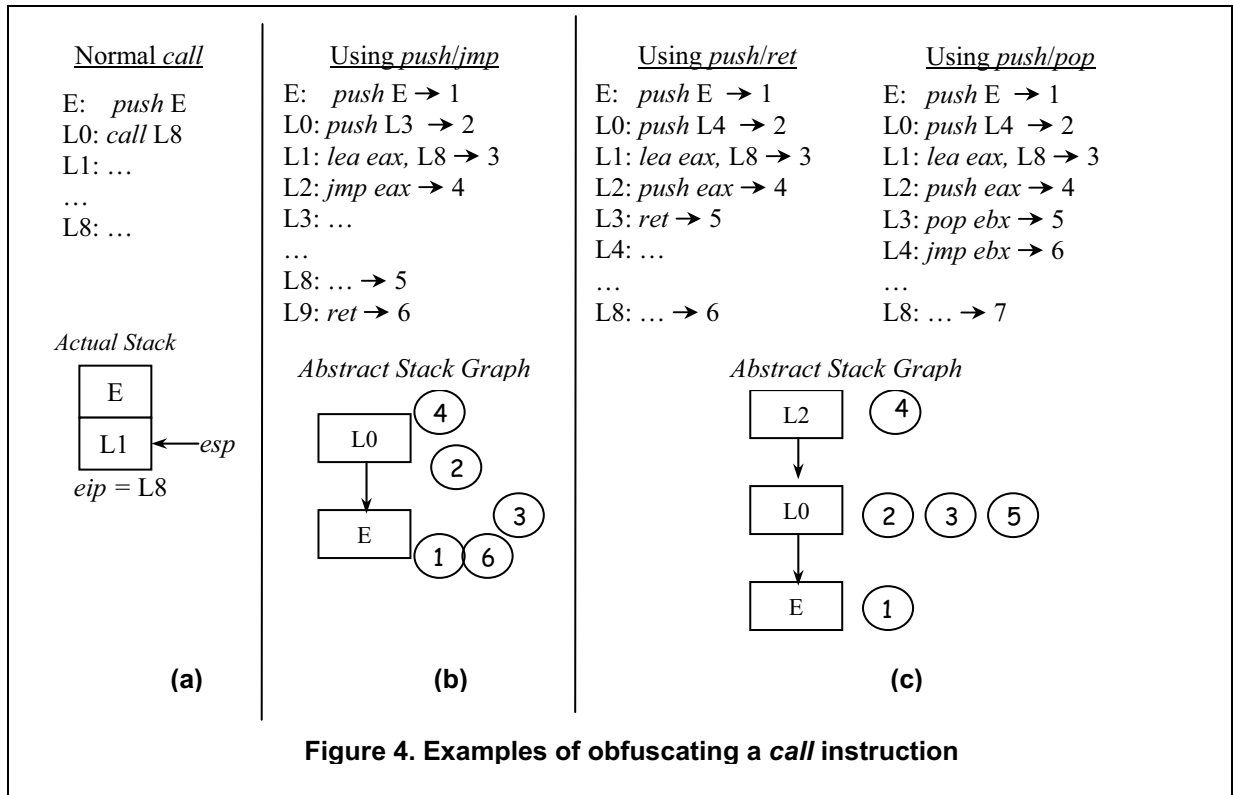 Normal call
E: push E
L0: call L8
L1: …
…
L8: …
Actual Stack
E
L1
esp
eip = L8
(a)
Using push/jmp
E: push E → 1
L0: push L3 → 2
L1: lea eax, L8 → 3
L2: jmp eax → 4
L3: …
…
L8: … → 5
L9: ret → 6
Abstract Stack Graph
L0
4
2
E
3
1
6
(b)
Using push/ret
E: push E → 1
L0: push L4 → 2
L1: lea eax, L8 → 3
L2: push eax → 4
L3: ret → 5
L4: …
…
L8: … → 6
Using push/pop
E: push E → 1
L0: push L4 → 2
L1: lea eax, L8 → 3
L2: push eax → 4
L3: pop ebx → 5
L4: jmp ebx → 6
…
L8: … → 7
Abstract Stack Graph
L2
4
L0
2
3
5
E
1
(c)
Figure 4. Examples of obfuscating a call instruction